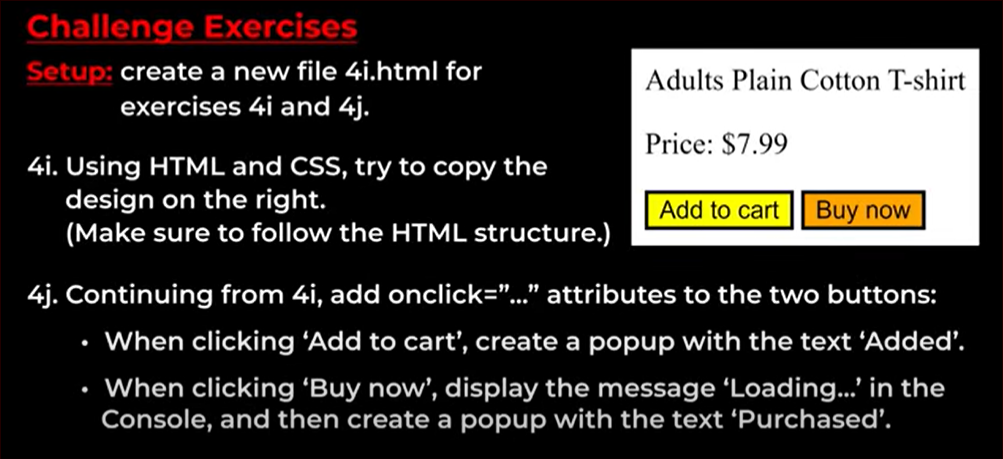 Challenge Exercises
Setup: create a new file 4i.html for
exercises 4i and 4j.
4i. Using HTML and CSS, try to copy the
design on the right.
(Make sure to follow the HTML structure.)
Adults Plain Cotton T-shirt
Price: $7.99
Add to cart
Buy now
4j. Continuing from 4i, add onclick=”...” attributes to the two buttons:
• When clicking ‘Add to cart’, create a popup with the text ‘Added’.
• When clicking ‘Buy now’, display the message ‘Loading...’ in the
Console, and then create a popup with the text ‘Purchased’.